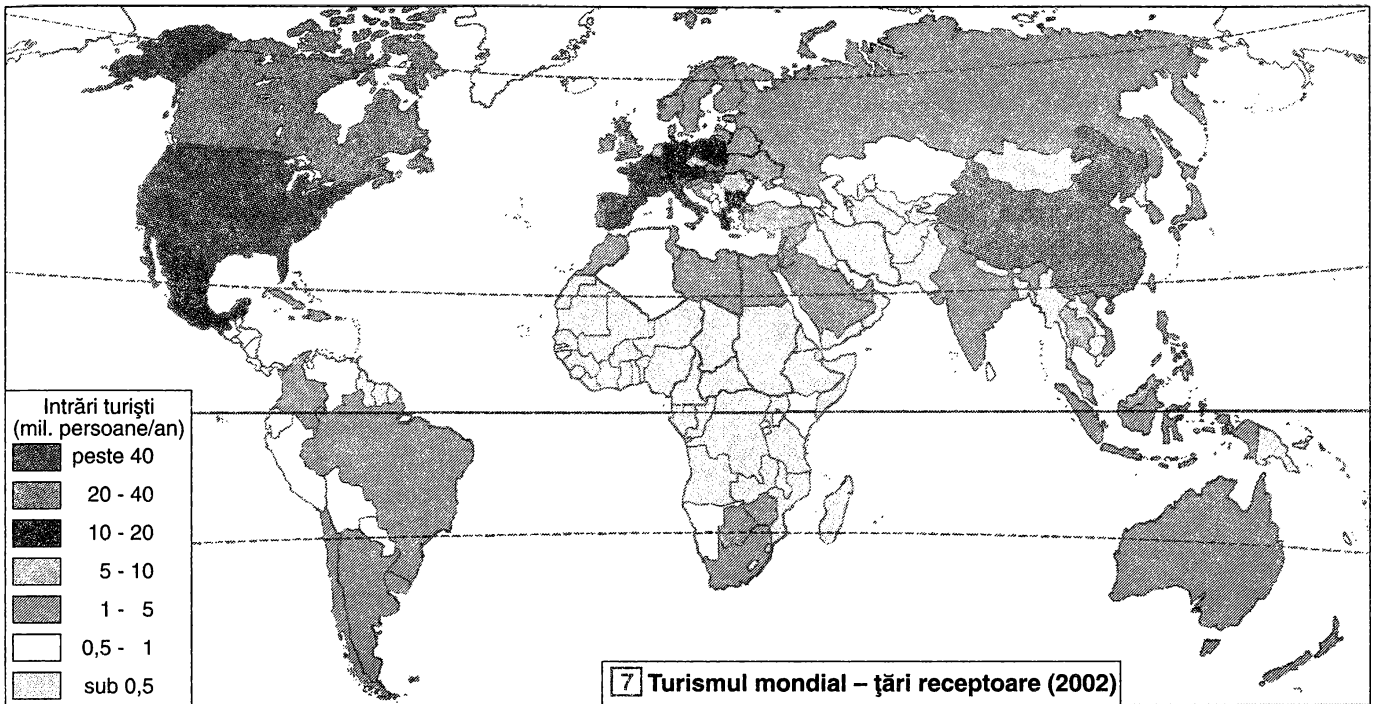 Intrări turişti
(mil. persoane/an)
peste 40
20 - 40
10 - 20
5 - 10
1 - 5
0,5 - 1
sub 0,5
7 Turismul mondial – ţări receptoare (2002)